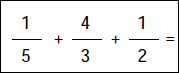 1/5 + 4/3 + 1/2 =